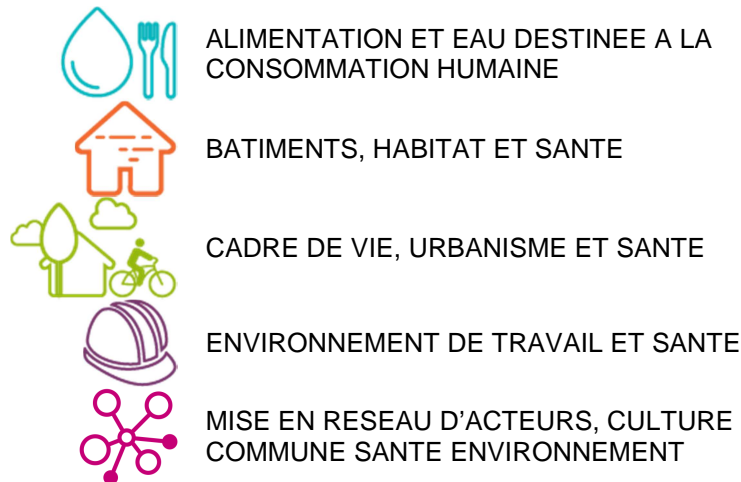 ALIMENTATION ET EAU DESTINEE A LA
CONSOMMATION HUMAINE
BATIMENTS, HABITAT ET SANTE
CADRE DE VIE, URBANISME ET SANTE
ENVIRONNEMENT DE TRAVAIL ET SANTE
MISE EN RESEAU D’ACTEURS, CULTURE
COMMUNE SANTE ENVIRONNEMENT